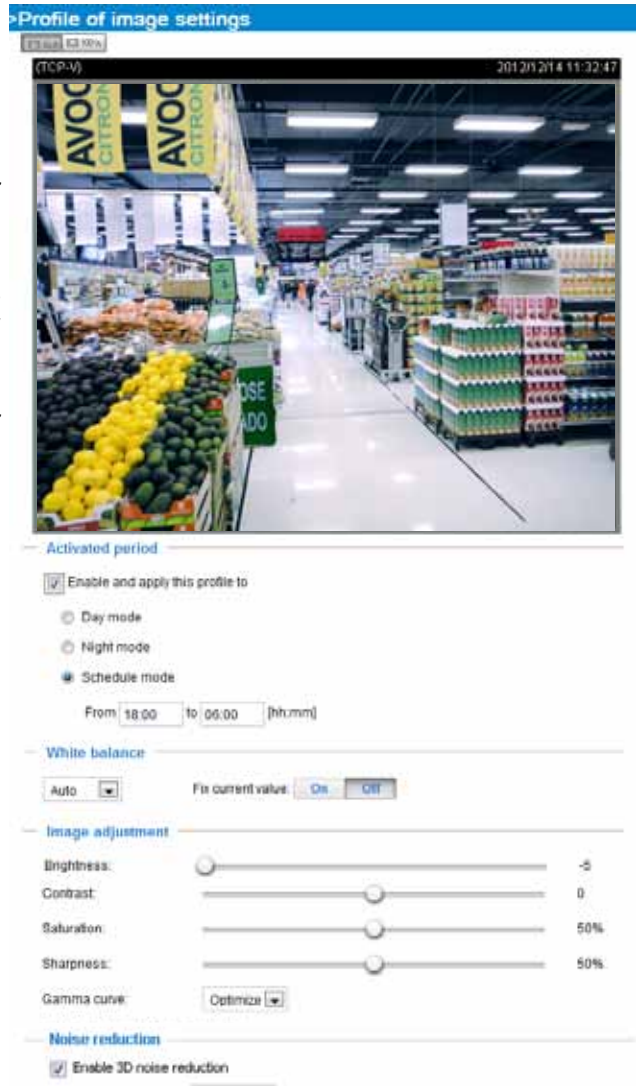 >Profile of image settings
100%
(TCP-V) 2012/12/14 11:32:47
AVOC
CITRON
AVOC
CITRON
OSE
ADO
Activated period
Enable and apply this profile to
Day mode
Night mode
Schedule mode
From 18:00 to 06:00 [hh:mm]
White balance
Auto Fix current value: On Off
Image adjustment
Brightness: -5
Contrast: 0
Saturation: 50%
Sharpness: 50%
Gamma curve: Optimize
Noise reduction
Enable 3D noise reduction